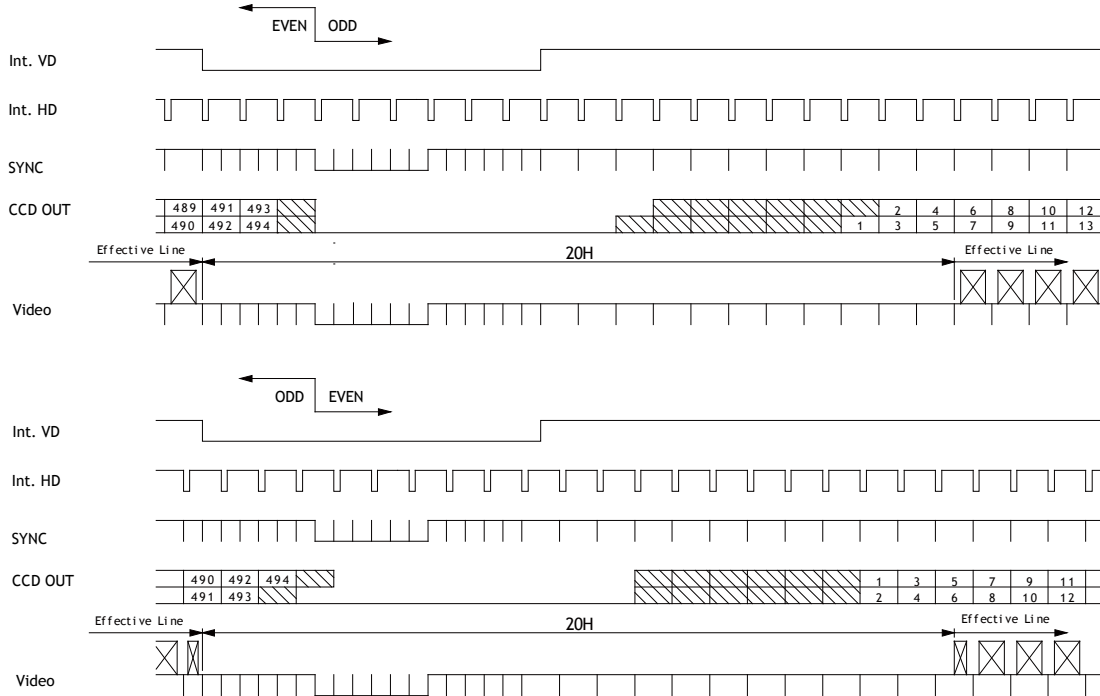 EVEN ODD
Int. VD
Int. HD
SYNC
CCD OUT
489 491 493 2 4 6 8 10 12
490 492 494 1 3 5 7 9 11 13
Effective Line 20H Effective Line
Video
ODD EVEN
Int. VD
Int. HD
SYNC
CCD OUT
490 492 494 1 3 5 7 9 11
491 493 2 4 6 8 10 12
Effective Line 20H Effective Line
Video